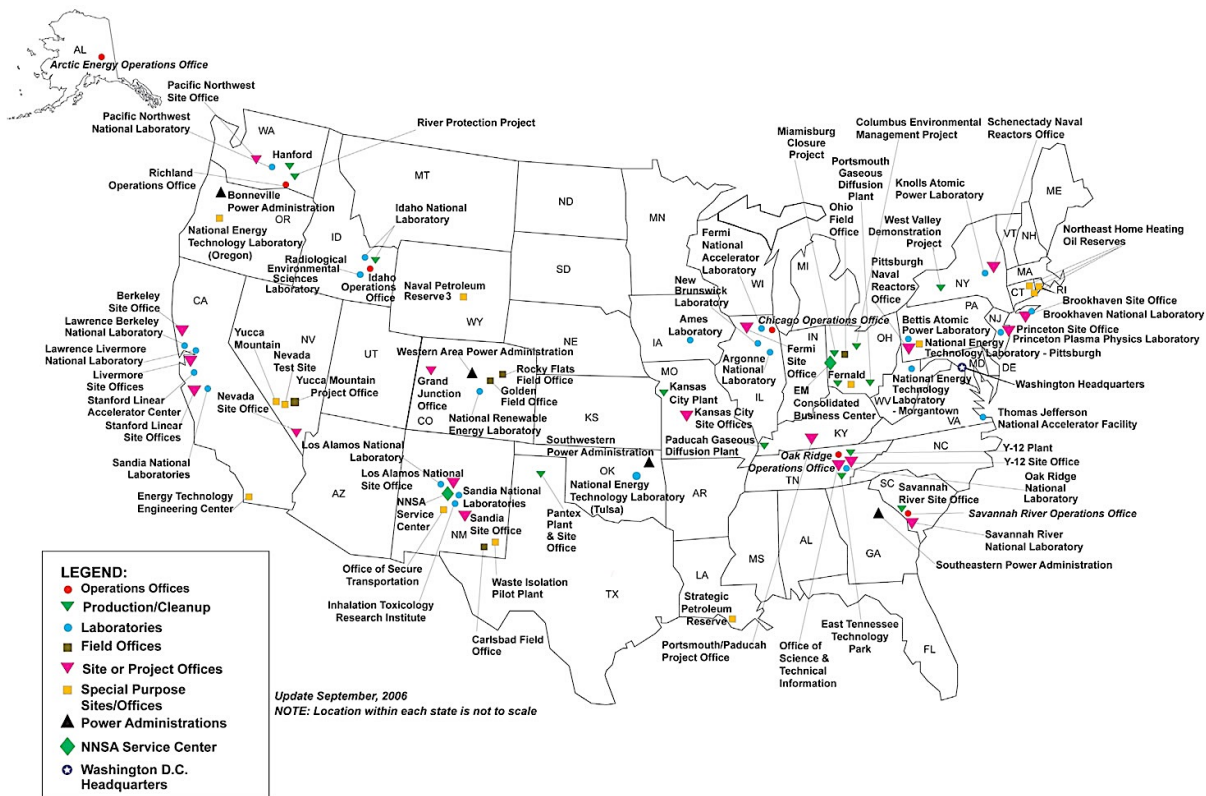 AL
Arctic Energy Operations Office
Pacific Northwest
Site Office
Pacific Northwest
National Laboratory
WA
Hanford
River Protection Project
Richland
Operations Office
Bonneville
Power Administration
OR
National Energy
Technology Laboratory
(Oregon)
MT
ID
Idaho National
Laboratory
Radiological
Environmental
Sciences Laboratory
Idaho
Operations
Office
ND
SD
MN
Naval Petroleum
Reserve 3
WY
NE
CA
Berkeley
Site Office
Lawrence Berkeley
National Laboratory
Lawrence Livermore
National Laboratory
Livermore
Site Offices
Stanford Linear
Accelerator Center
Stanford Linear
Site Offices
Sandia National
Laboratories
Energy Technology
Engineering Center
Yucca
Mountain
NV
Nevada
Test Site
Yucca Mountain
Project Office
Nevada
Site Office
UT
Western Area Power Administration
Grand
Junction
Office
CO
Rocky Flats
Field Office
Golden
Field Office
National Renewable
Energy Laboratory
KS
AZ
Los Alamos National
Laboratory
Los Alamos National
Site Office
NNSA
Service
Center
Sandia National
Laboratories
Sandia
Site Office
NM
Office of Secure
Transportation
Inhalation Toxicology
Research Institute
Waste Isolation
Pilot Plant
Carlsbad Field
Office
Southwestern
Power Administration
OK
National Energy
Technology Laboratory
(Tulsa)
Pantex
Plant
& Site
Office
TX
Miamisburg
Closure
Project
Columbus Environmental
Management Project
Portsmouth
Gaseous
Diffusion
Plant
Ohio
Field
Office
Schenectady Naval
Reactors Office
Knolls Atomic
Power Laboratory
West Valley
Demonstration
Project
Pittsburgh
Naval
Reactors
Office
ME
VT
NH
Northeast Home Heating
Oil Reserves
MA
CT
RI
NY
PA
NJ
Brookhaven Site Office
Brookhaven National Laboratory
Princeton Site Office
Princeton Plasma Physics Laboratory
Bettis Atomic
Power Laboratory
National Energy
Technology Laboratory - Pittsburgh
MD
DE
Washington Headquarters
National Energy
Technology
Laboratory
- Morgantown
WV
VA
Thomas Jefferson
National Accelerator Facility
Fermi
National
Accelerator
Laboratory
WI
MI
New
Brunswick
Laboratory
Ames
Laboratory
IA
Chicago Operations Office
Argonne
National
Laboratory
Fermi
Site
Office
IN
OH
Fernald
EM
Consolidated
Business Center
IL
MO
Kansas
City Plant
Kansas City
Site Offices
Paducah Gaseous
Diffusion Plant
KY
Oak Ridge
Operations Office
TN
NC
Y-12 Plant
Y-12 Site Office
Oak Ridge
National
Laboratory
SC
Savannah
River Site Office
Savannah River Operations Office
Savannah River
National Laboratory
Southeastern Power Administration
AR
MS
AL
GA
LA
Strategic
Petroleum
Reserve
Portsmouth/Paducah
Project Office
Office of
Science &
Technical
Information
East Tennessee
Technology
Park
FL
LEGEND:
Operations Offices
Production/Cleanup
Laboratories
Field Offices
Site or Project Offices
Special Purpose
Sites/Offices
Power Administrations
NNSA Service Center
Washington D.C.
Headquarters
Update September, 2006
NOTE: Location within each state is not to scale